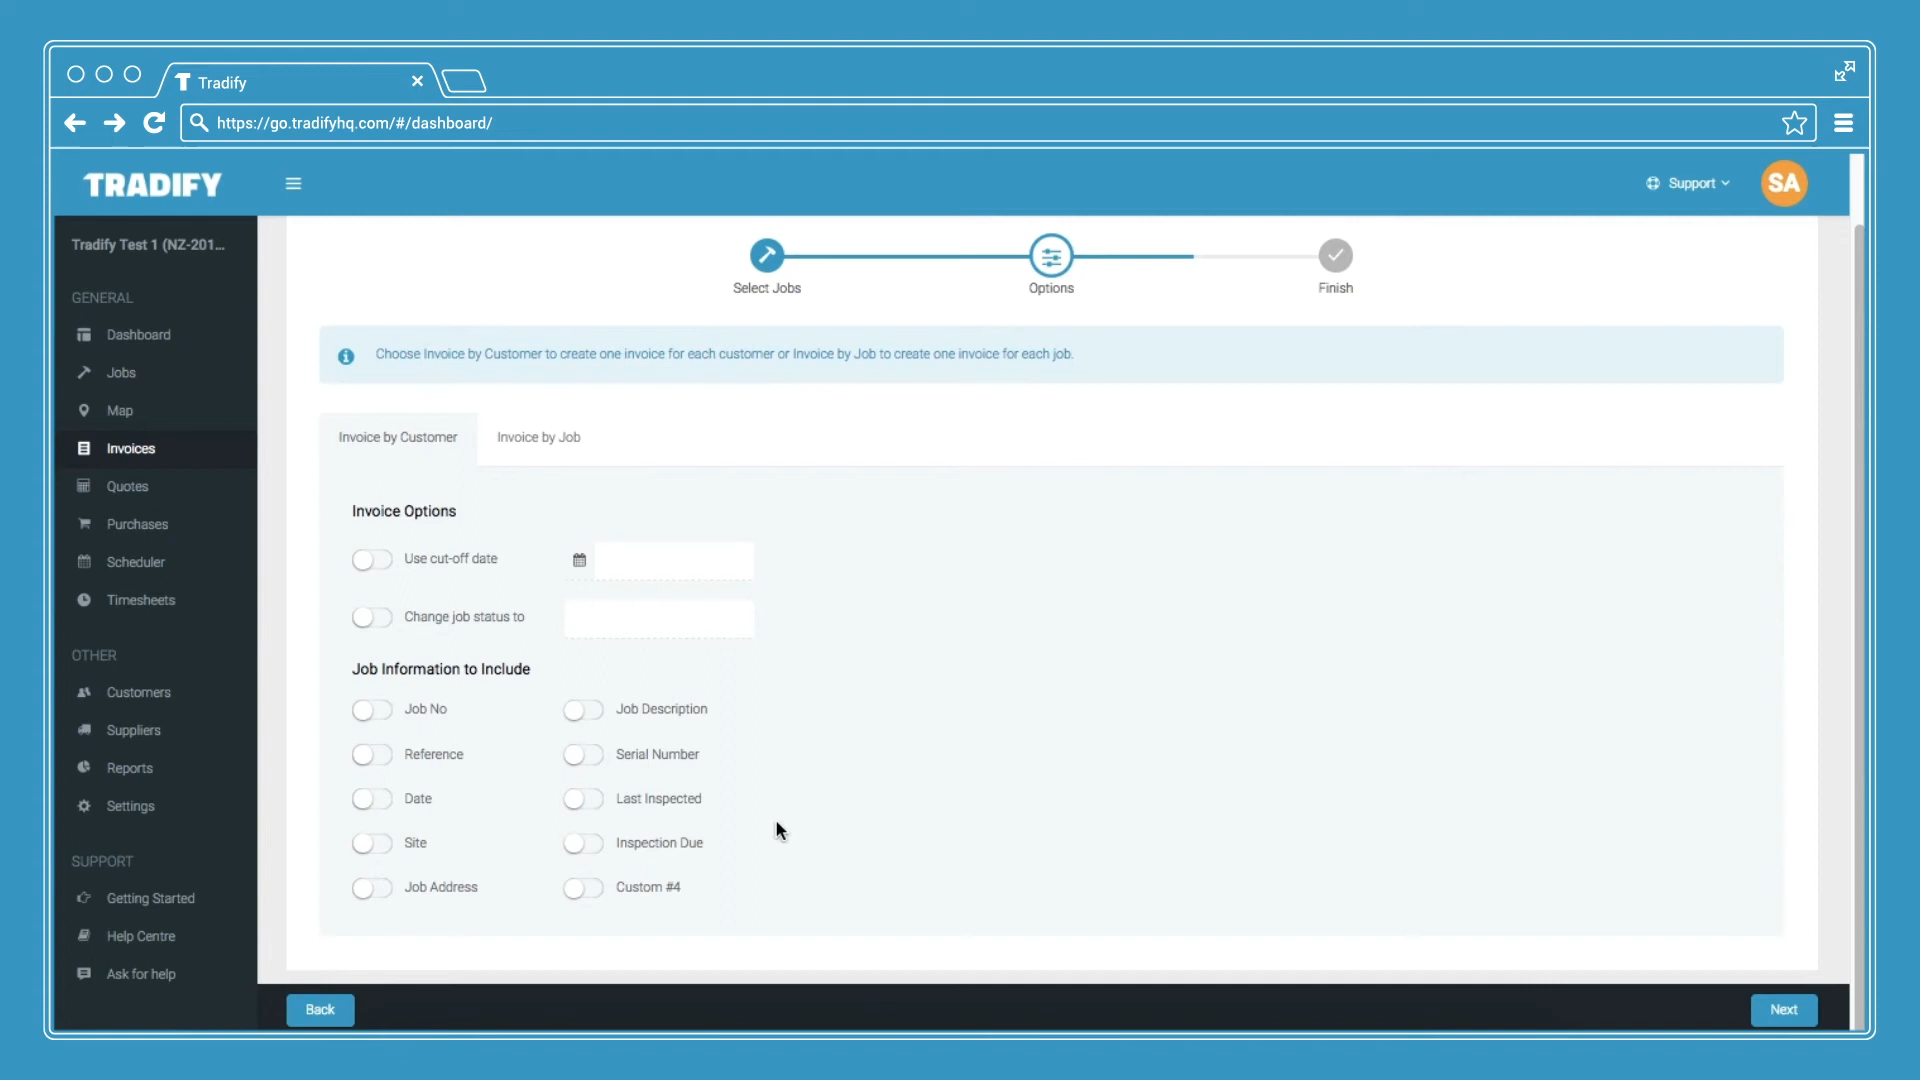 Tradify
https://go.tradifyhq.com/#/dashboard/
TRADIFY
Support
SA
Tradify Test 1 (NZ-201...
GENERAL
Dashboard
Jobs
Map
Invoices
Quotes
Purchases
Scheduler
Timesheets
OTHER
Customers
Suppliers
Reports
Settings
SUPPORT
Getting Started
Help Centre
Ask for help
Select Jobs
Options
Finish
Choose Invoice by Customer to create one invoice for each customer or Invoice by Job to create one invoice for each job.
Invoice by Customer
Invoice by Job
Invoice Options
Use cut-off date
Change job status to
Job Information to Include
Job No
Job Description
Reference
Serial Number
Date
Last Inspected
Site
Inspection Due
Job Address
Custom #4
Back
Next